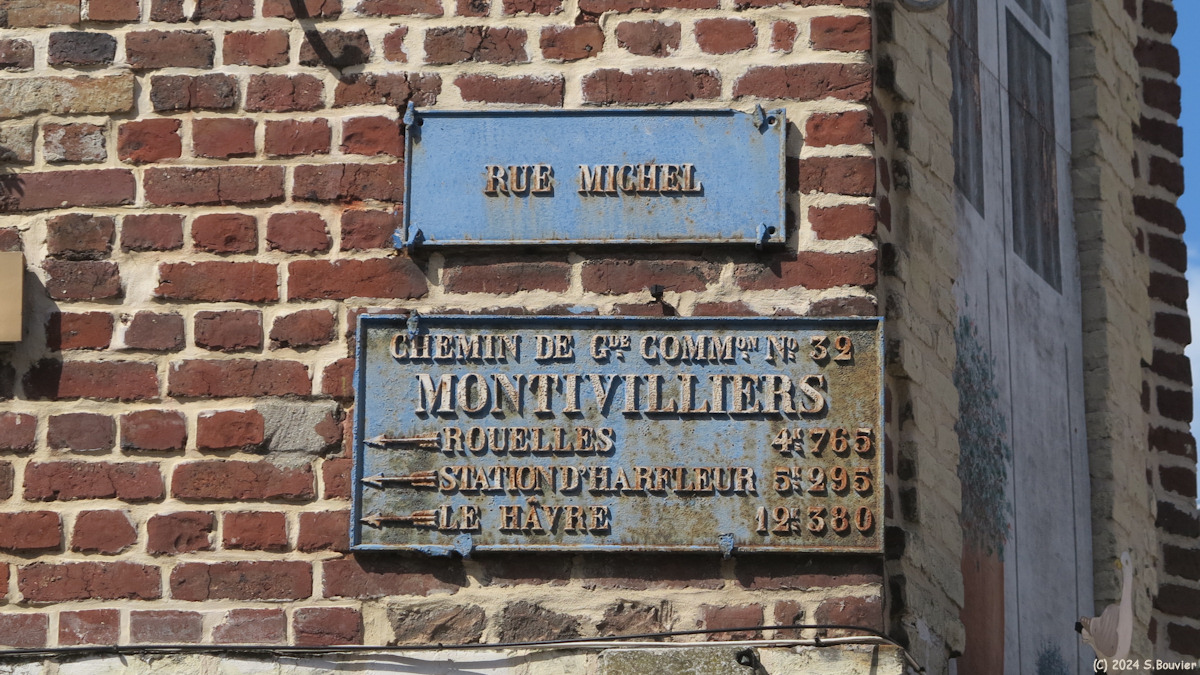 RUE MICHEL
CHEMIN DE Gᴰᴱ COMMᴼᴺ Nº 32
MONTIVILLIERS
ROUELLES 4ᴷ765
STATION D'HARFLEUR 5ᴷ295
LE HÂVRE 12ᴷ380
(C) 2024 S.Bouvier